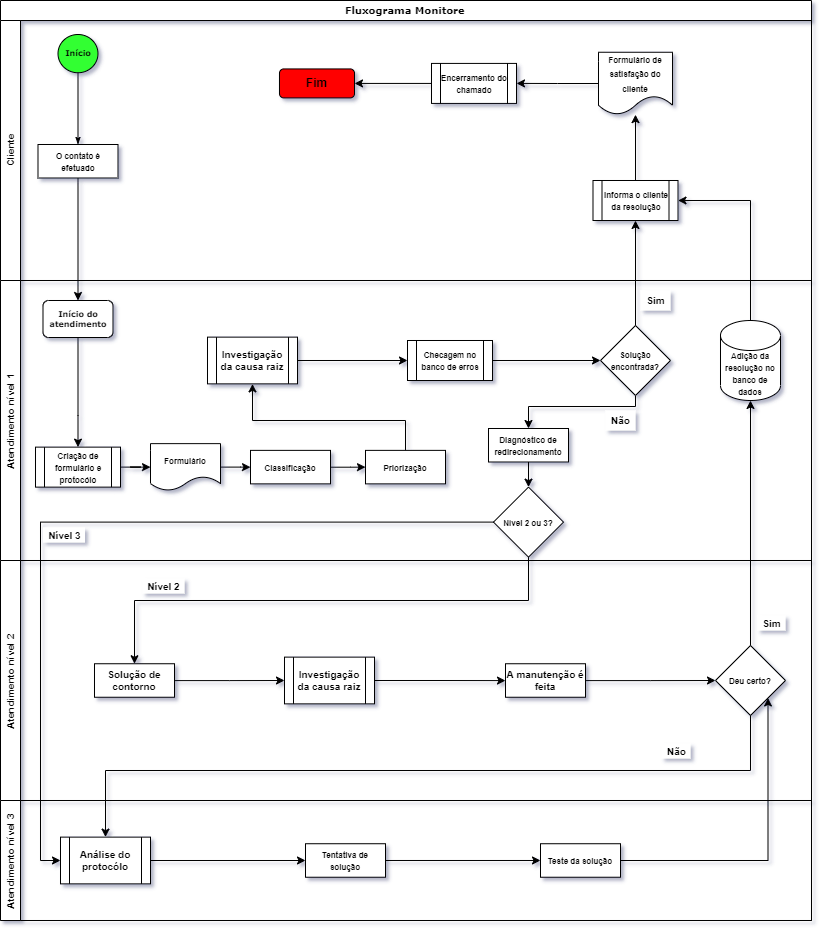 Fluxograma Monitore
Cliente
Início
O contato é
efetuado
Fim
Encerramento do
chamado
Formulário de
satisfação do
cliente
Informa o cliente
da resolução
Atendimento nível 1
Início do
atendimento
Criação de
formulário e
protocólo
Formulário
Classificação
Priorização
Investigação
da causa raiz
Checagem no
banco de erros
Solução
encontrada?
Sim
Não
Adição da
resolução no
banco de
dados
Diagnóstico de
redirecionamento
Nível 2 ou 3?
Nível 3
Atendimento nível 2
Nível 2
Solução de
contorno
Investigação
da causa raiz
A manutenção é
feita
Deu certo?
Sim
Não
Atendimento nível 3
Análise do
protocólo
Tentativa de
solução
Teste da solução